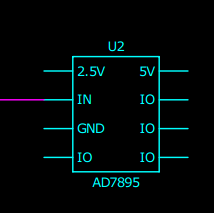 U2
2.5V 5V
IN IO
GND IO
IO IO
AD7895